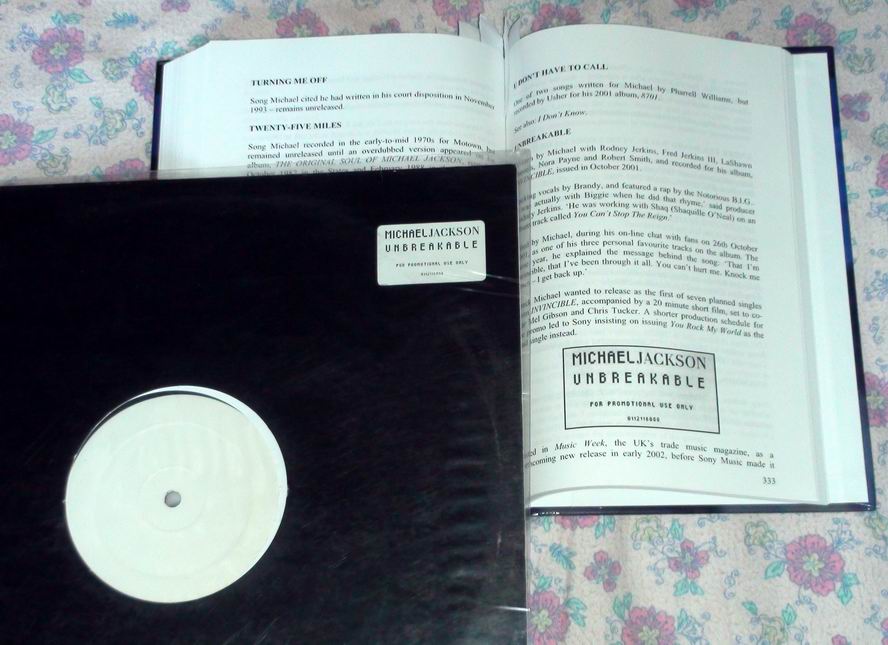 TURNING ME OFF
Song Michael cited he had written in his court disposition in November
1993 – remains unreleased.
TWENTY-FIVE MILES
Song Michael recorded in the early-to-mid 1970s for Motown, but
remained unreleased until an overdubbed version appeared
album, THE ORIGINAL SOUL OF MICHAEL JACKSON,
MICHAELJACKSON
UNBREAKABLE
FOR PROMOTIONAL USE ONLY
U DON'T HAVE TO CALL
One of two songs written for Michael by Pharrell Williams, but
recorded by Usher for his 2001 album, 8701.
See also: I Don't Know.
UNBREAKABLE
by Michael with Rodney Jerkins, Fred Jerkins III, LaShawn
Nora Payne and Robert Smith, and recorded for his album,
issued in October 2001.
vocals by Brandy, and featured a rap by the Notorious B.I.G.
actually with Biggie when he did that rhyme,' said producer
Jerkins. 'He was working with Shaq (Shaquille O'Neal) on an
track called You Can't Stop The Reign.'
by Michael, during his on-line chat with fans on 26th October
as one of his three personal favourite tracks on the album. The
year, he explained the message behind the song: 'That I'm
that I've been through it all. You can't hurt me. Knock me
– I get back up.'
Michael wanted to release as the first of seven planned singles
INVINCIBLE, accompanied by a 20 minute short film, set to co-
Mel Gibson and Chris Tucker. A shorter production schedule for
promo led to Sony insisting on issuing You Rock My World as the
single instead.
MICHAELJACKSON
UNBREAKABLE
FOR PROMOTIONAL USE ONLY
0112110000
in Music Week, the UK's trade music magazine, as a
new release in early 2002, before Sony Music made it
333